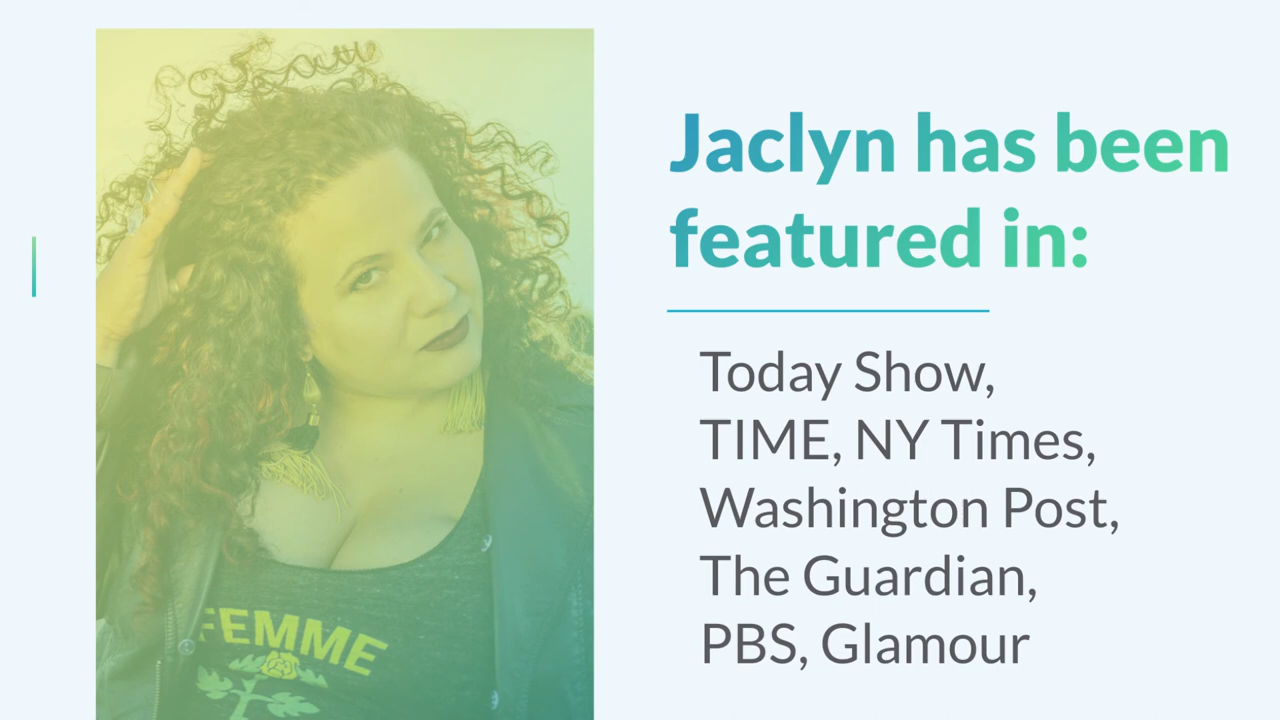 Jaclyn has been
featured in:
Today Show,
TIME, NY Times,
Washington Post,
The Guardian,
PBS, Glamour
FEMME